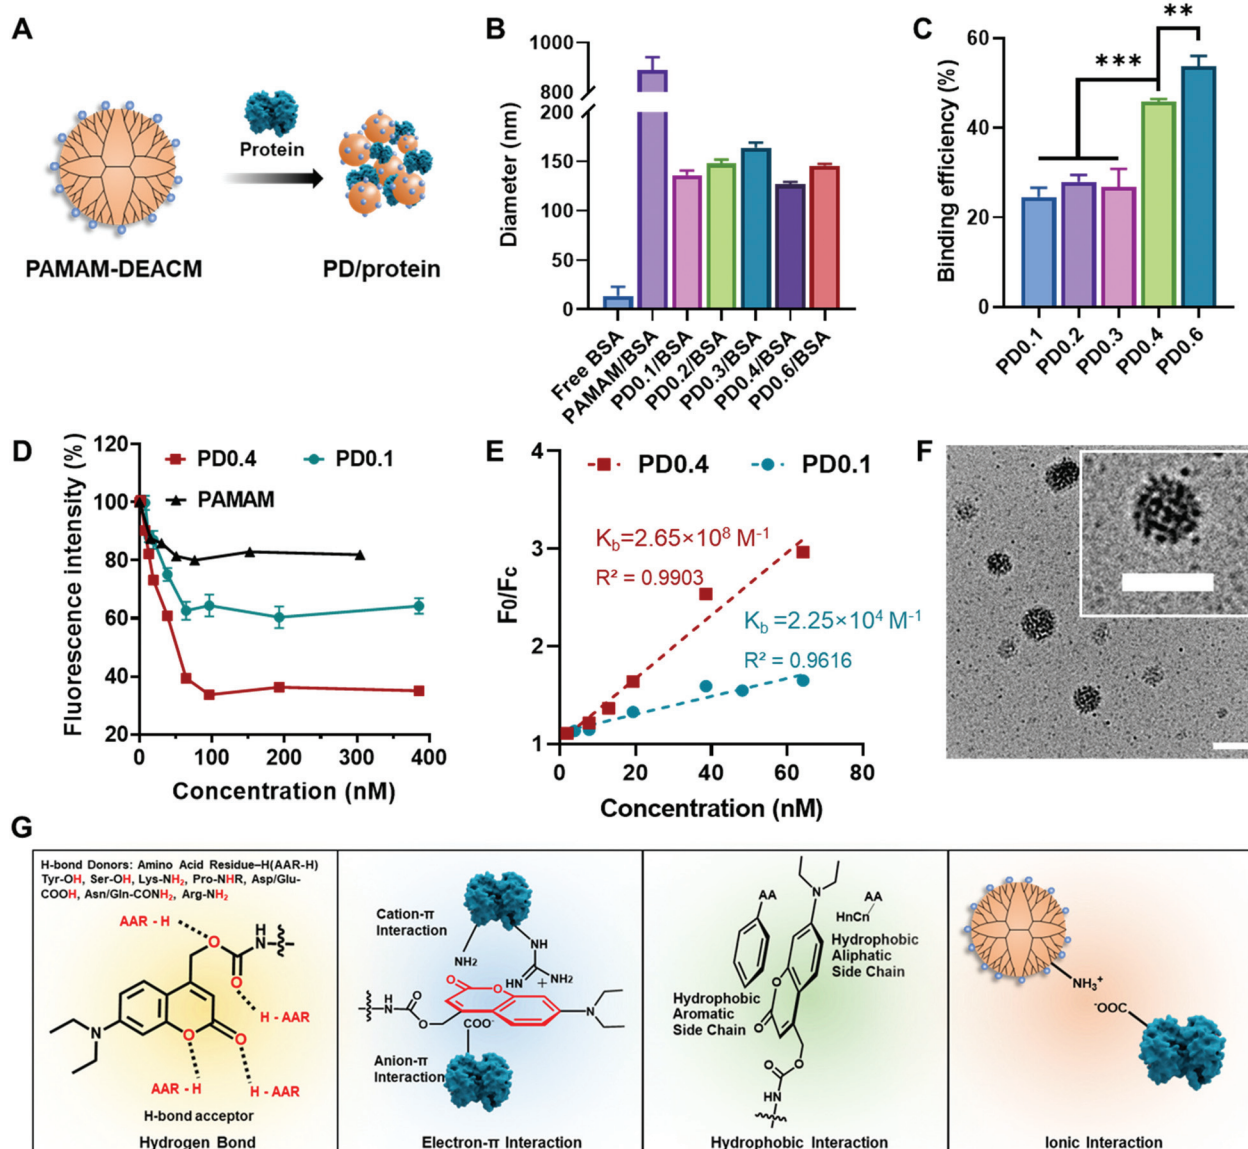 A
Protein
PAMAM-DEACM
PD/protein
B
Diameter (nm)
1000
800
200
150
100
50
0
Free BSA
PAMAM/BSA
PD0.1/BSA
PD0.2/BSA
PD0.3/BSA
PD0.4/BSA
PD0.6/BSA
C
Binding efficiency (%)
60
40
20
0
***
**
PD0.1
PD0.2
PD0.3
PD0.4
PD0.6
D
Fluorescence intensity (%)
120
100
80
60
40
20
PD0.4
PD0.1
PAMAM
0
100
200
300
400
Concentration (nM)
E
F₀/Fc
4
3
2
1
PD0.4
PD0.1
K_b=2.65×10⁸ M⁻¹
R² = 0.9903
K_b =2.25×10⁴ M⁻¹
R² = 0.9616
0
20
40
60
80
Concentration (nM)
F
G
H-bond Donors: Amino Acid Residue–H(AAR-H)
Tyr-OH, Ser-OH, Lys-NH₂, Pro-NHR, Asp/Glu-
COOH, Asn/Gln-CONH₂, Arg-NH₂
AAR - H
O
O
H
N
H - AAR
N
O
O
AAR - H
H - AAR
H-bond acceptor
Hydrogen Bond
Cation-π
Interaction
NH2
NH
HN
NH₂
+
O
O
NH
O
O
N
COO⁻
Anion-π
Interaction
Electron-π Interaction
AA
N
AA
HnCn
Hydrophobic
Aliphatic
Side Chain
Hydrophobic
Aromatic
Side Chain
O
O
O
O
HN
Hydrophobic Interaction
NH₃⁺
⁻OOC
Ionic Interaction